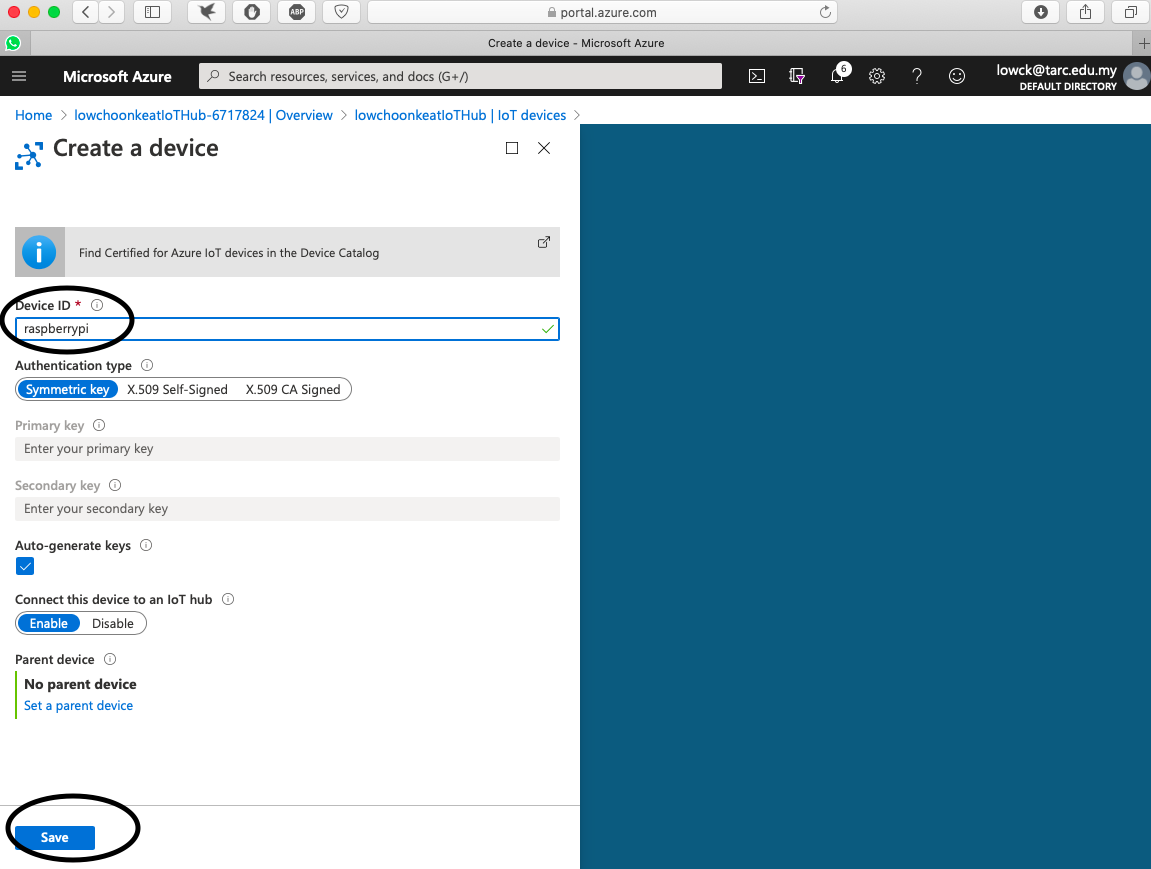 ABP
portal.azure.com
Create a device - Microsoft Azure
Microsoft Azure
Search resources, services, and docs (G+/)
6
lowck@tarc.edu.my
DEFAULT DIRECTORY
Home > lowchoonkeatIoTHub-6717824 | Overview > lowchoonkeatIoTHub | IoT devices >
Create a device
Find Certified for Azure IoT devices in the Device Catalog
Device ID *
raspberrypi
Authentication type
Symmetric key X.509 Self-Signed X.509 CA Signed
Primary key
Enter your primary key
Secondary key
Enter your secondary key
Auto-generate keys
Connect this device to an IoT hub
Enable Disable
Parent device
No parent device
Set a parent device
Save